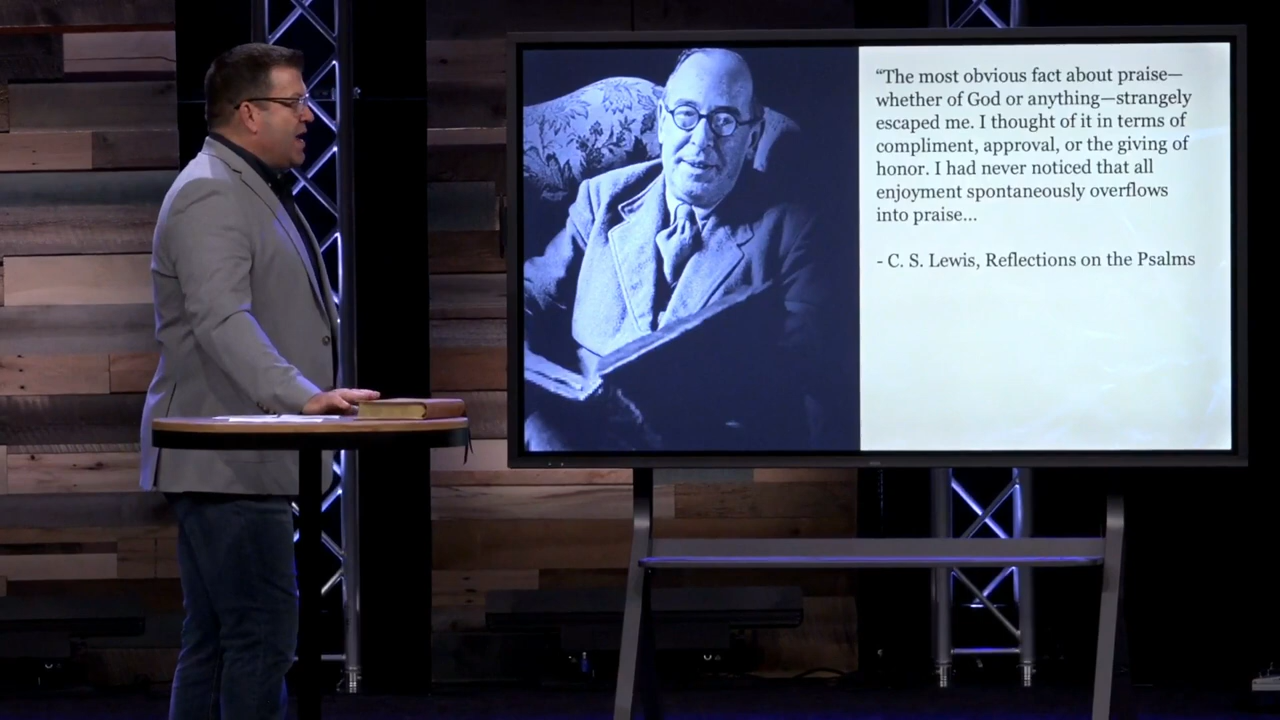 “The most obvious fact about praise—
whether of God or anything—strangely
escaped me. I thought of it in terms of
compliment, approval, or the giving of
honor. I had never noticed that all
enjoyment spontaneously overflows
into praise...
- C. S. Lewis, Reflections on the Psalms